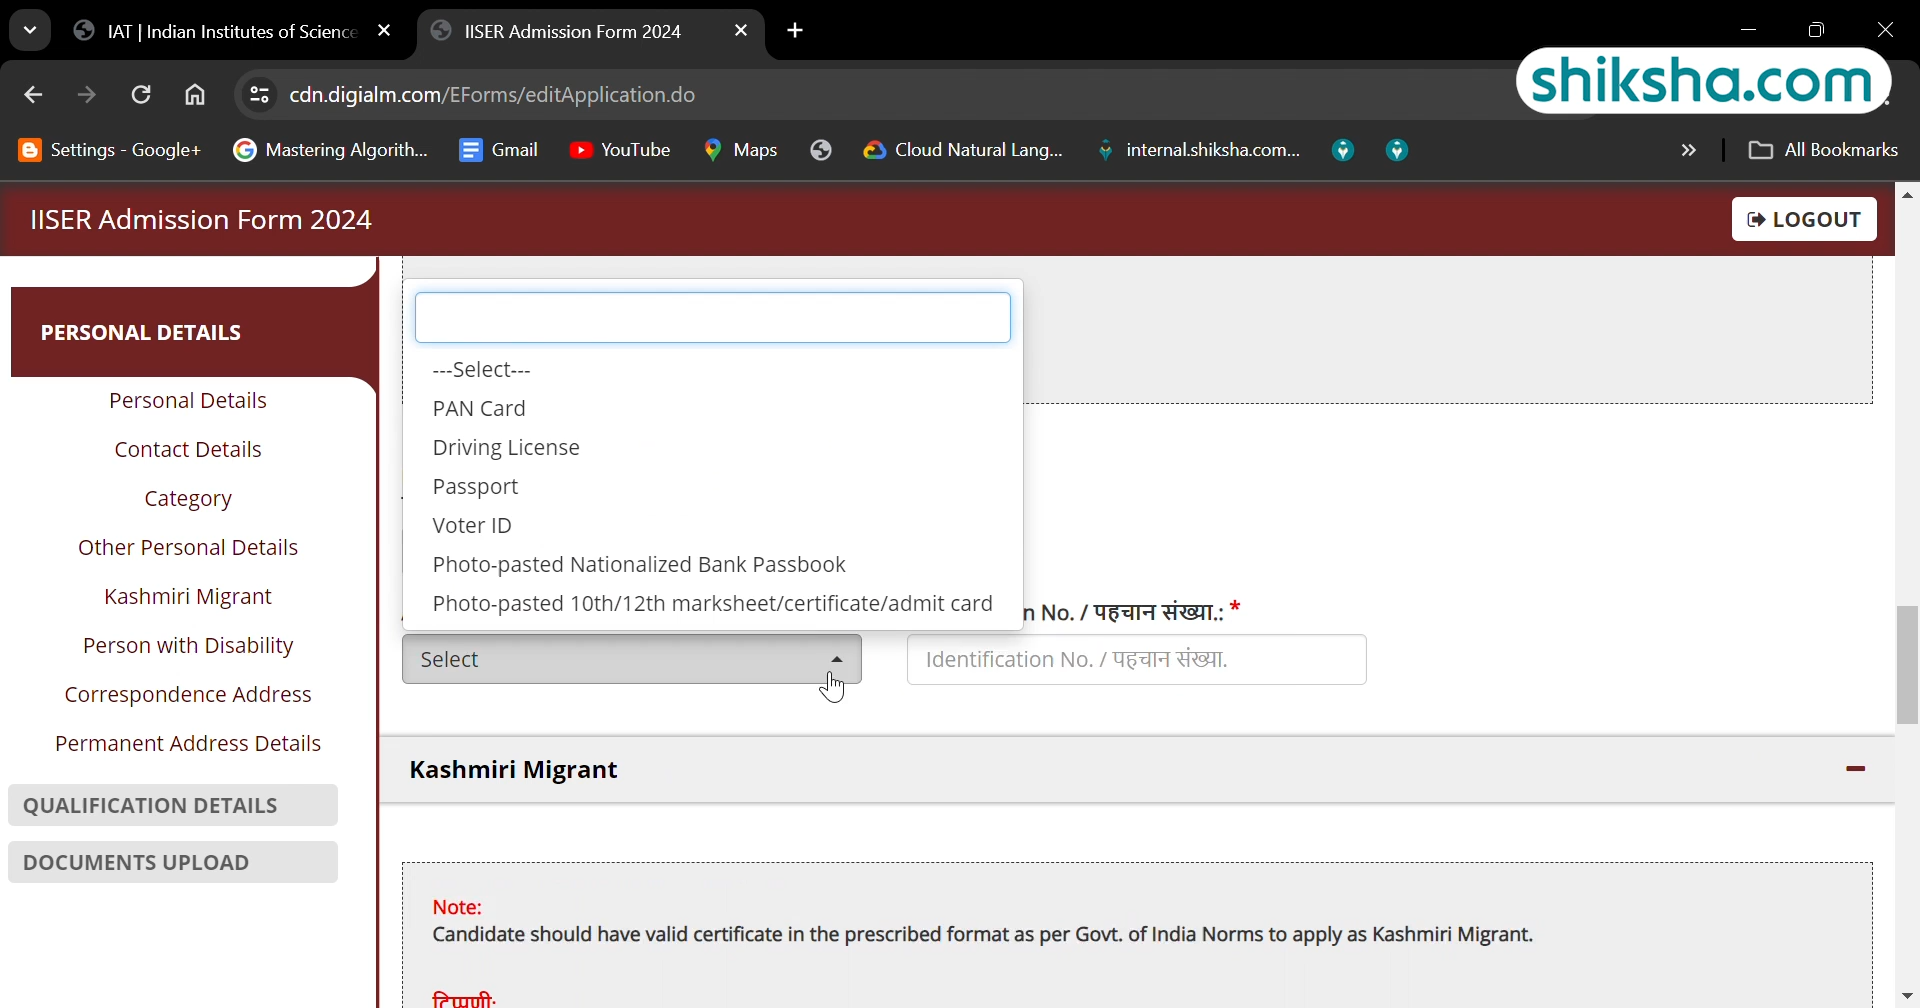 IAT | Indian Institutes of Science
IISER Admission Form 2024
cdn.digialm.com/EForms/editApplication.do
shiksha.com
Settings - Google+
Mastering Algorith...
Gmail
YouTube
Maps
Cloud Natural Lang...
internal.shiksha.com...
All Bookmarks
IISER Admission Form 2024
LOGOUT
PERSONAL DETAILS
Personal Details
Contact Details
Category
Other Personal Details
Kashmiri Migrant
Person with Disability
Correspondence Address
Permanent Address Details
QUALIFICATION DETAILS
DOCUMENTS UPLOAD
---Select---
PAN Card
Driving License
Passport
Voter ID
Photo-pasted Nationalized Bank Passbook
Photo-pasted 10th/12th marksheet/certificate/admit card
n No. / पहचान संख्या.: *
Select
Identification No. / पहचान संख्या.
Kashmiri Migrant
Note:
Candidate should have valid certificate in the prescribed format as per Govt. of India Norms to apply as Kashmiri Migrant.
टिप्पणी: